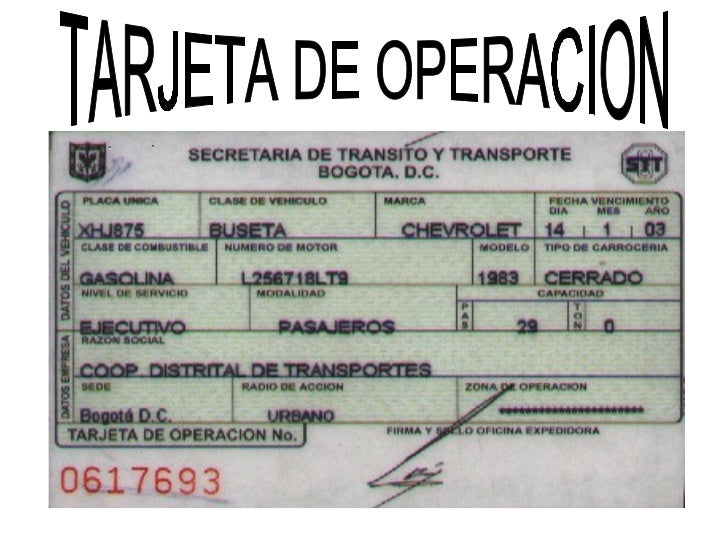 TARJETA DE OPERACION
SECRETARIA DE TRANSITO Y TRANSPORTE
BOGOTA, D.C.
STT
DATOS DEL VEHICULO
PLACA UNICA CLASE DE VEHICULO MARCA FECHA VENCIMIENTO
DIA MES AÑO
XHJ875 BUSETA CHEVROLET 14 1 03
CLASE DE COMBUSTIBLE NUMERO DE MOTOR MODELO TIPO DE CARROCERIA
GASOLINA L256718LT9 1983 CERRADO
NIVEL DE SERVICIO MODALIDAD CAPACIDAD
EJECUTIVO PASAJEROS PAS 29 TON 0
DATOS EMPRESA
RAZON SOCIAL
COOP. DISTRITAL DE TRANSPORTES
SEDE RADIO DE ACCION ZONA DE OPERACION
Bogotá D.C. URBANO ***********************
TARJETA DE OPERACION No. FIRMA Y SELLO OFICINA EXPEDIDORA
0617693